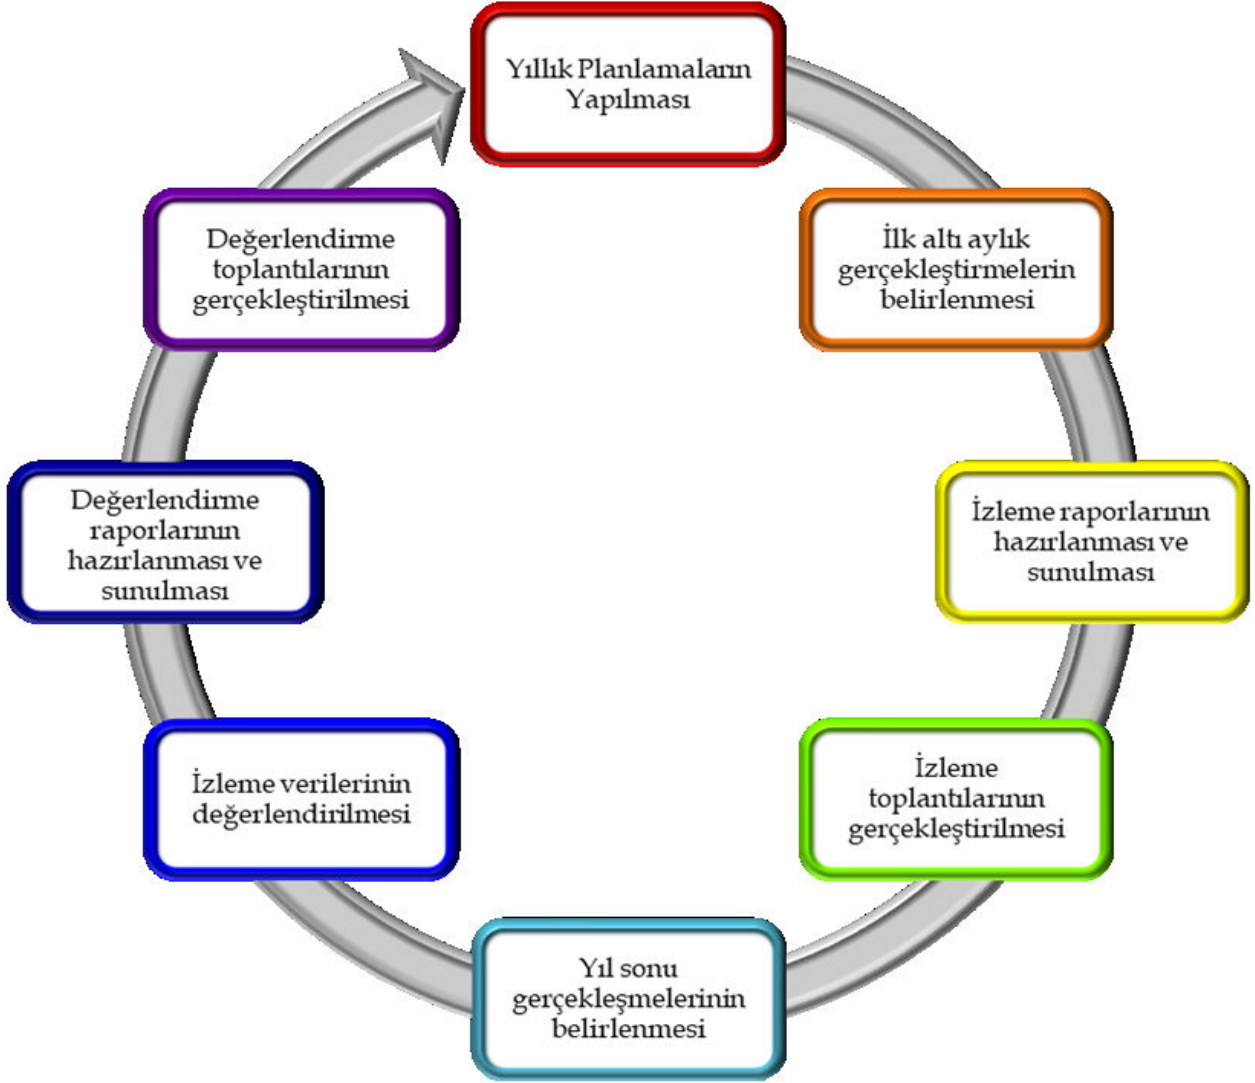 Yıllık Planlamaların
Yapılması
İlk altı aylık
gerçekleştirmelerin
belirlenmesi
İzleme raporlarının
hazırlanması ve
sunulması
İzleme
toplantılarının
gerçekleştirilmesi
Yıl sonu
gerçekleşmelerinin
belirlenmesi
İzleme verilerinin
değerlendirilmesi
Değerlendirme
raporlarının
hazırlanması ve
sunulması
Değerlendirme
toplantılarının
gerçekleştirilmesi